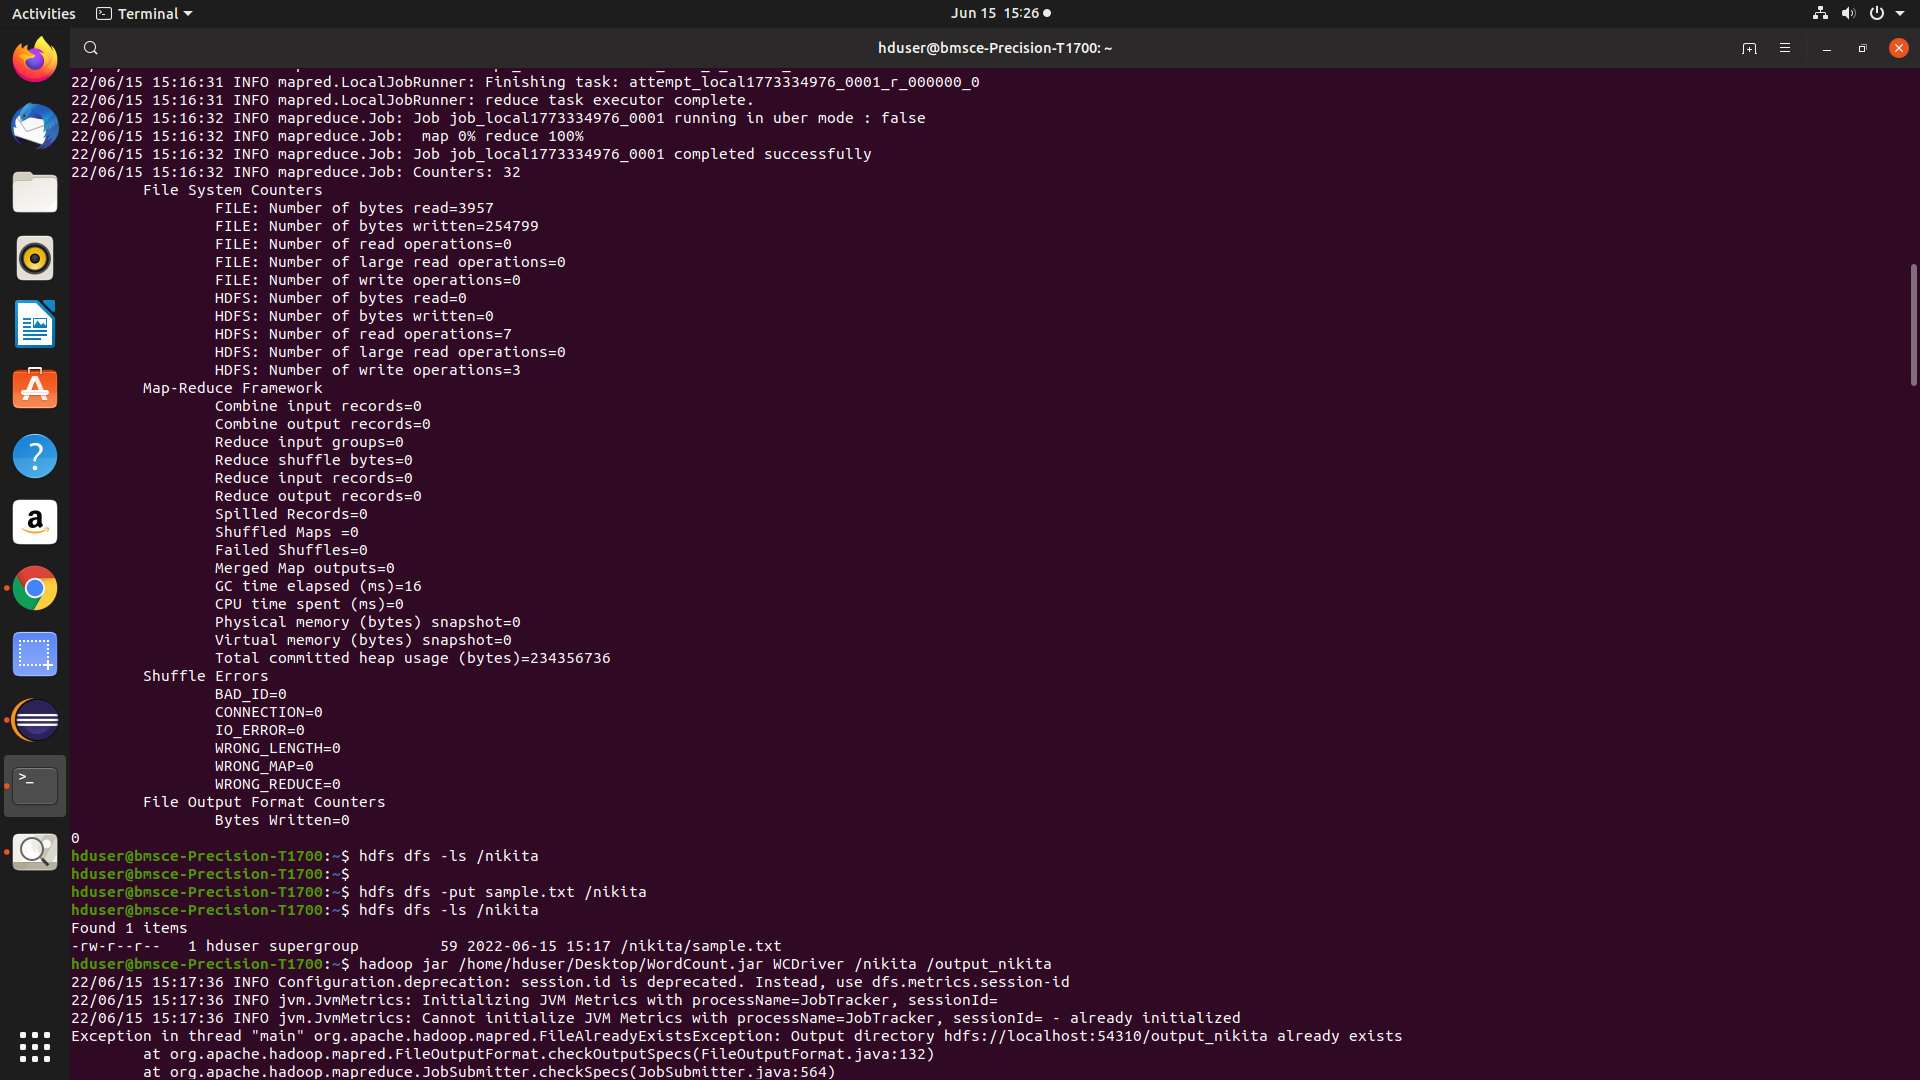 Activities Terminal Jun 15 15:26
hduser@bmsce-Precision-T1700: ~
22/06/15 15:16:31 INFO mapred.LocalJobRunner: Finishing task: attempt_local1773334976_0001_r_000000_0
22/06/15 15:16:31 INFO mapred.LocalJobRunner: reduce task executor complete.
22/06/15 15:16:32 INFO mapreduce.Job: Job job_local1773334976_0001 running in uber mode : false
22/06/15 15:16:32 INFO mapreduce.Job:  map 0% reduce 100%
22/06/15 15:16:32 INFO mapreduce.Job: Job job_local1773334976_0001 completed successfully
22/06/15 15:16:32 INFO mapreduce.Job: Counters: 32
File System Counters
FILE: Number of bytes read=3957
FILE: Number of bytes written=254799
FILE: Number of read operations=0
FILE: Number of large read operations=0
FILE: Number of write operations=0
HDFS: Number of bytes read=0
HDFS: Number of bytes written=0
HDFS: Number of read operations=7
HDFS: Number of large read operations=0
HDFS: Number of write operations=3
Map-Reduce Framework
Combine input records=0
Combine output records=0
Reduce input groups=0
Reduce shuffle bytes=0
Reduce input records=0
Reduce output records=0
Spilled Records=0
Shuffled Maps =0
Failed Shuffles=0
Merged Map outputs=0
GC time elapsed (ms)=16
CPU time spent (ms)=0
Physical memory (bytes) snapshot=0
Virtual memory (bytes) snapshot=0
Total committed heap usage (bytes)=234356736
Shuffle Errors
BAD_ID=0
CONNECTION=0
IO_ERROR=0
WRONG_LENGTH=0
WRONG_MAP=0
WRONG_REDUCE=0
File Output Format Counters
Bytes Written=0
0
hduser@bmsce-Precision-T1700:~$ hdfs dfs -ls /nikita
hduser@bmsce-Precision-T1700:~$
hduser@bmsce-Precision-T1700:~$ hdfs dfs -put sample.txt /nikita
hduser@bmsce-Precision-T1700:~$ hdfs dfs -ls /nikita
Found 1 items
-rw-r--r--   1 hduser supergroup         59 2022-06-15 15:17 /nikita/sample.txt
hduser@bmsce-Precision-T1700:~$ hadoop jar /home/hduser/Desktop/WordCount.jar WCDriver /nikita /output_nikita
22/06/15 15:17:36 INFO Configuration.deprecation: session.id is deprecated. Instead, use dfs.metrics.session-id
22/06/15 15:17:36 INFO jvm.JvmMetrics: Initializing JVM Metrics with processName=JobTracker, sessionId=
22/06/15 15:17:36 INFO jvm.JvmMetrics: Cannot initialize JVM Metrics with processName=JobTracker, sessionId= - already initialized
Exception in thread "main" org.apache.hadoop.mapred.FileAlreadyExistsException: Output directory hdfs://localhost:54310/output_nikita already exists
at org.apache.hadoop.mapred.FileOutputFormat.checkOutputSpecs(FileOutputFormat.java:132)
at org.apache.hadoop.mapreduce.JobSubmitter.checkSpecs(JobSubmitter.java:564)